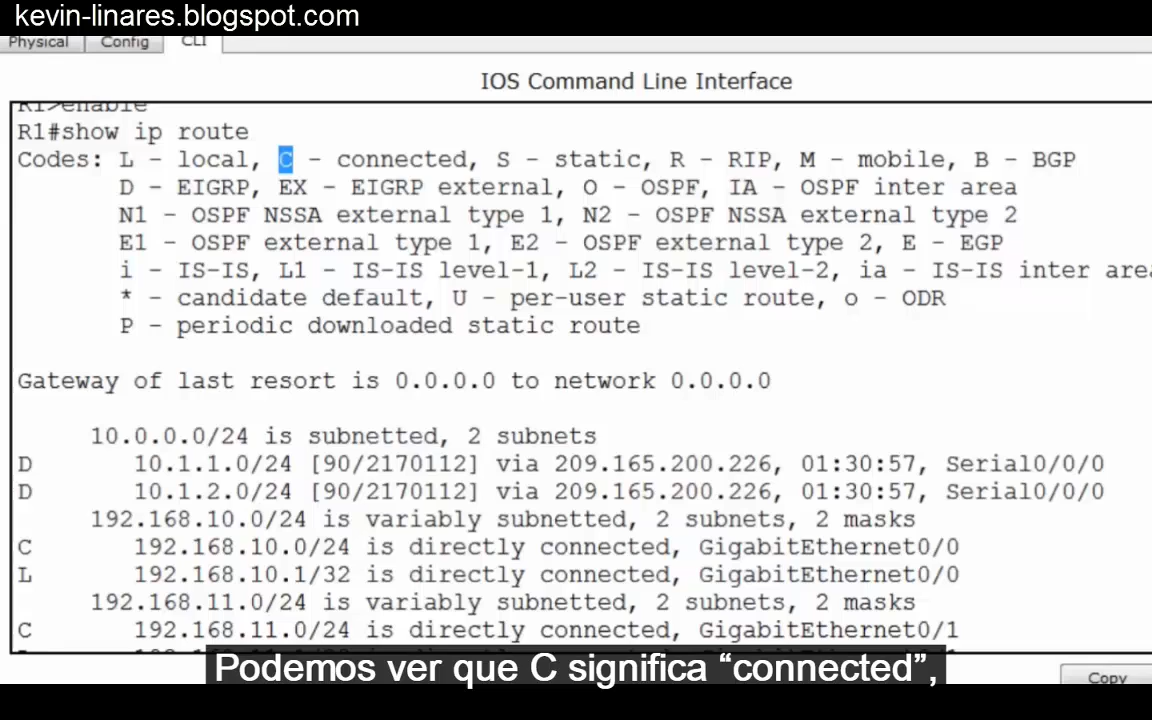 kevin-linares.blogspot.com
Physical Config CLI
IOS Command Line Interface
R1>enable
R1#show ip route
Codes: L - local, C - connected, S - static, R - RIP, M - mobile, B - BGP
D - EIGRP, EX - EIGRP external, O - OSPF, IA - OSPF inter area
N1 - OSPF NSSA external type 1, N2 - OSPF NSSA external type 2
E1 - OSPF external type 1, E2 - OSPF external type 2, E - EGP
i - IS-IS, L1 - IS-IS level-1, L2 - IS-IS level-2, ia - IS-IS inter area
* - candidate default, U - per-user static route, o - ODR
P - periodic downloaded static route
Gateway of last resort is 0.0.0.0 to network 0.0.0.0
10.0.0.0/24 is subnetted, 2 subnets
D 10.1.1.0/24 [90/2170112] via 209.165.200.226, 01:30:57, Serial0/0/0
D 10.1.2.0/24 [90/2170112] via 209.165.200.226, 01:30:57, Serial0/0/0
192.168.10.0/24 is variably subnetted, 2 subnets, 2 masks
C 192.168.10.0/24 is directly connected, GigabitEthernet0/0
L 192.168.10.1/32 is directly connected, GigabitEthernet0/0
192.168.11.0/24 is variably subnetted, 2 subnets, 2 masks
C 192.168.11.0/24 is directly connected, GigabitEthernet0/1
Podemos ver que C significa “connected”,
Copy